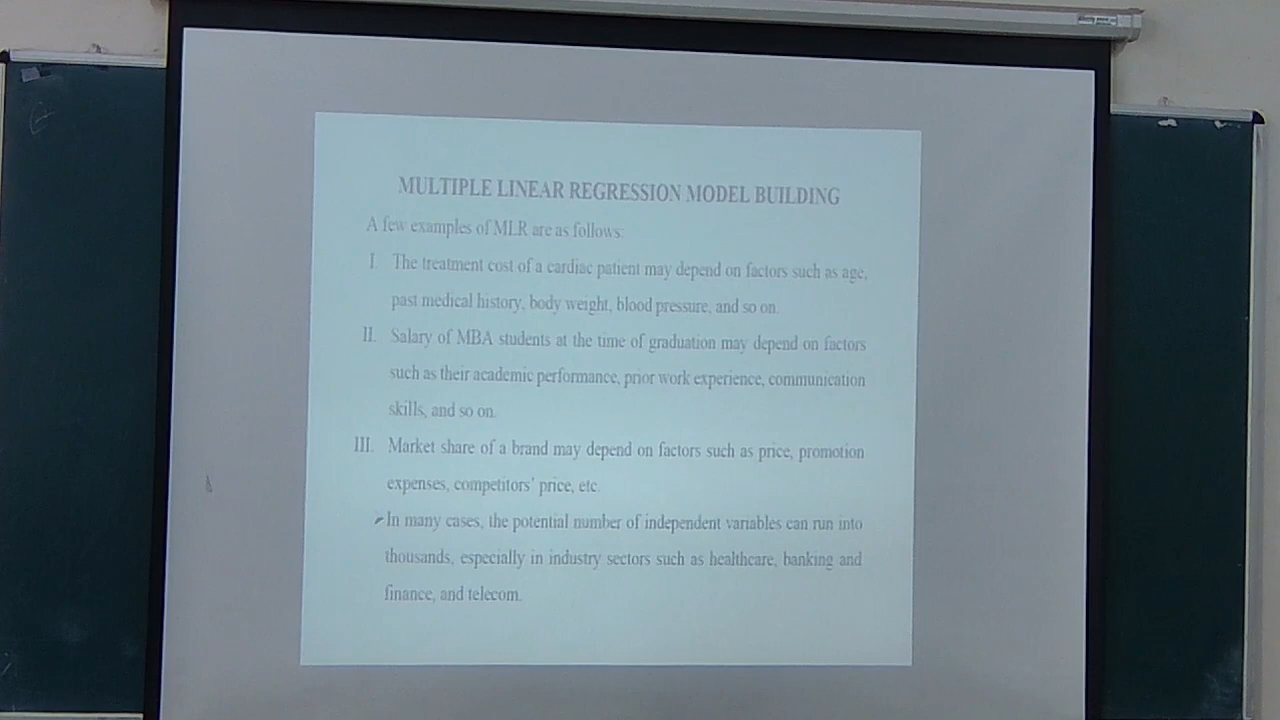 MULTIPLE LINEAR REGRESSION MODEL BUILDING
A few examples of MLR are as follows:
I. The treatment cost of a cardiac patient may depend on factors such as age,
past medical history, body weight, blood pressure, and so on.
II. Salary of MBA students at the time of graduation may depend on factors
such as their academic performance, prior work experience, communication
skills, and so on.
III. Market share of a brand may depend on factors such as price, promotion
expenses, competitors' price, etc.
➢In many cases, the potential number of independent variables can run into
thousands, especially in industry sectors such as healthcare, banking and
finance, and telecom.